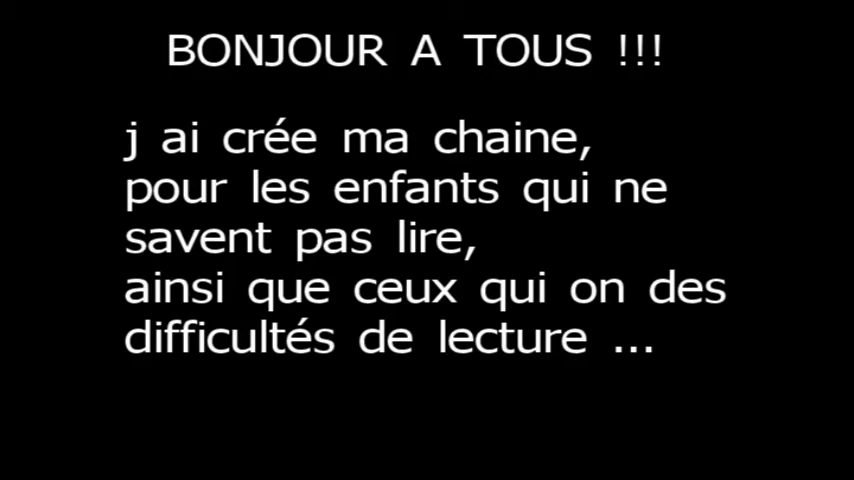 BONJOUR A TOUS !!!
j ai crée ma chaine,
pour les enfants qui ne
savent pas lire,
ainsi que ceux qui on des
difficultés de lecture ...